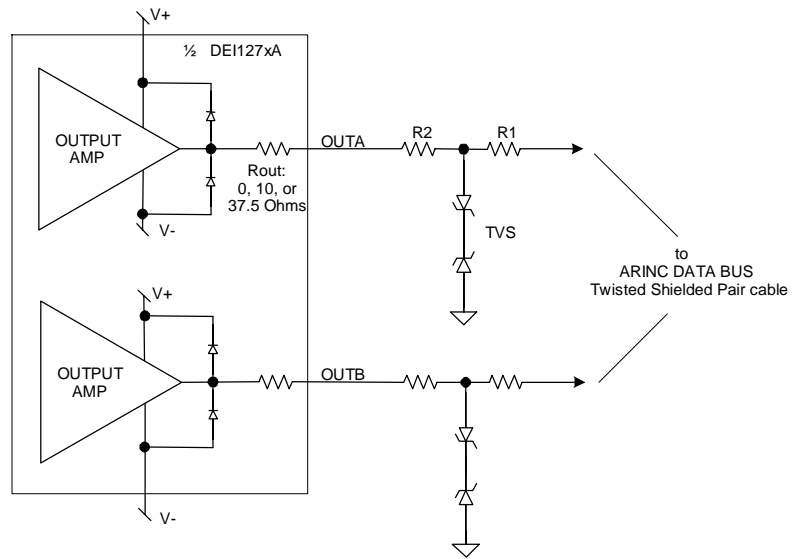 V+
½ DEI127xA
OUTPUT
AMP
OUTA
R2
R1
Rout:
0, 10, or
37.5 Ohms
V-
TVS
to
ARINC DATA BUS
Twisted Shielded Pair cable
V+
OUTPUT
AMP
OUTB
V-